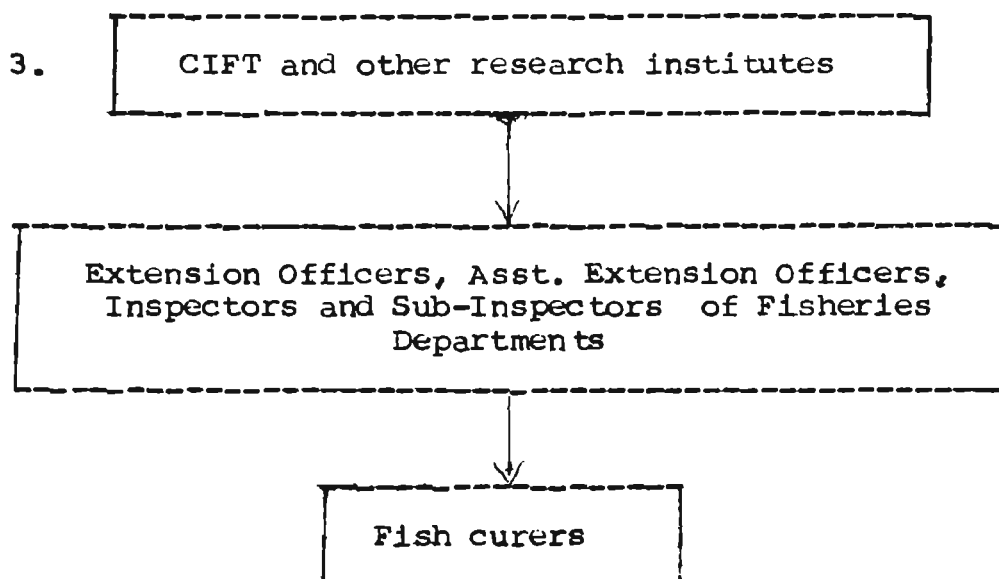 3. CIFT and other research institutes
Extension Officers, Asst. Extension Officers,
Inspectors and Sub-Inspectors of Fisheries
Departments
Fish curers